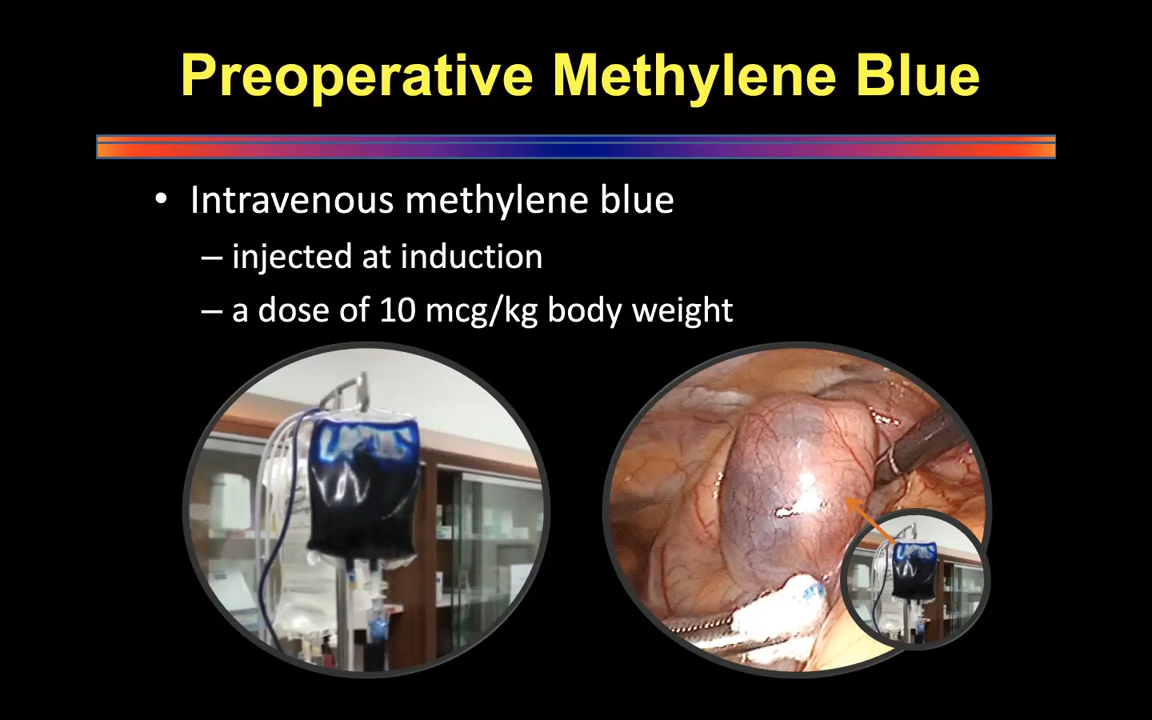 Preoperative Methylene Blue
• Intravenous methylene blue
– injected at induction
– a dose of 10 mcg/kg body weight